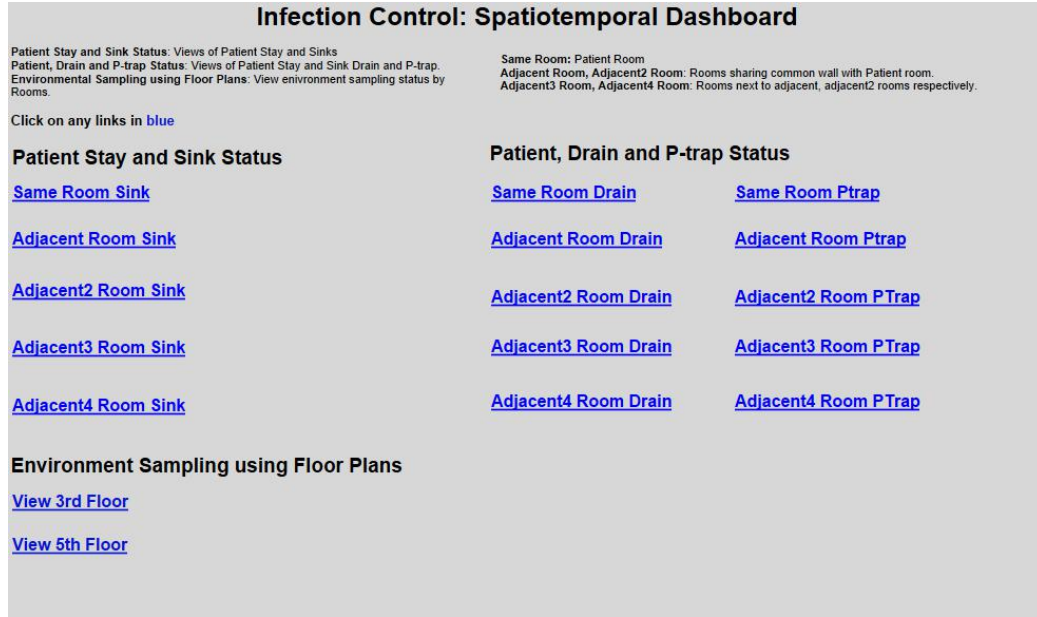 Infection Control: Spatiotemporal Dashboard
Patient Stay and Sink Status: Views of Patient Stay and Sinks
Patient, Drain and P-trap Status: Views of Patient Stay and Sink Drain and P-trap.
Environmental Sampling using Floor Plans: View enivronment sampling status by
Rooms.
Same Room: Patient Room
Adjacent Room, Adjacent2 Room: Rooms sharing common wall with Patient room.
Adjacent3 Room, Adjacent4 Room: Rooms next to adjacent, adjacent2 rooms respectively.
Click on any links in blue
Patient Stay and Sink Status
Same Room Sink
Adjacent Room Sink
Adjacent2 Room Sink
Adjacent3 Room Sink
Adjacent4 Room Sink
Patient, Drain and P-trap Status
Same Room Drain
Same Room Ptrap
Adjacent Room Drain
Adjacent Room Ptrap
Adjacent2 Room Drain
Adjacent2 Room PTrap
Adjacent3 Room Drain
Adjacent3 Room PTrap
Adjacent4 Room Drain
Adjacent4 Room PTrap
Environment Sampling using Floor Plans
View 3rd Floor
View 5th Floor